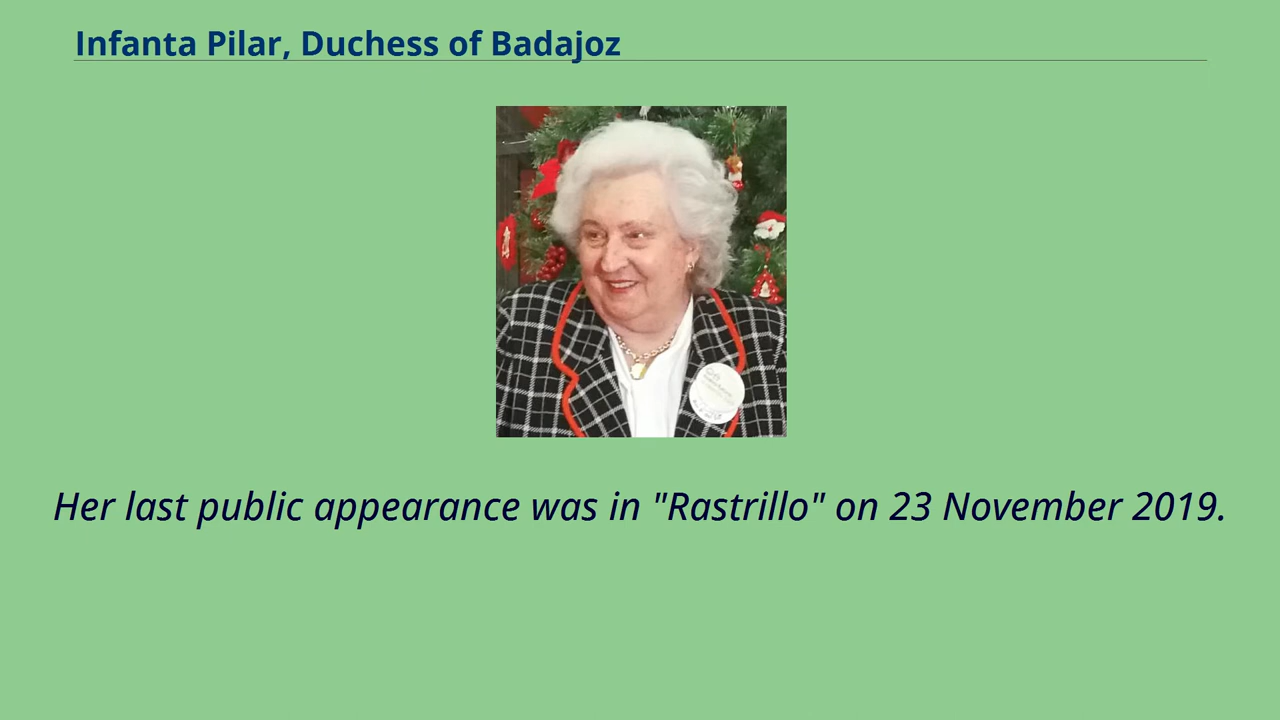 Infanta Pilar, Duchess of Badajoz
Her last public appearance was in "Rastrillo" on 23 November 2019.